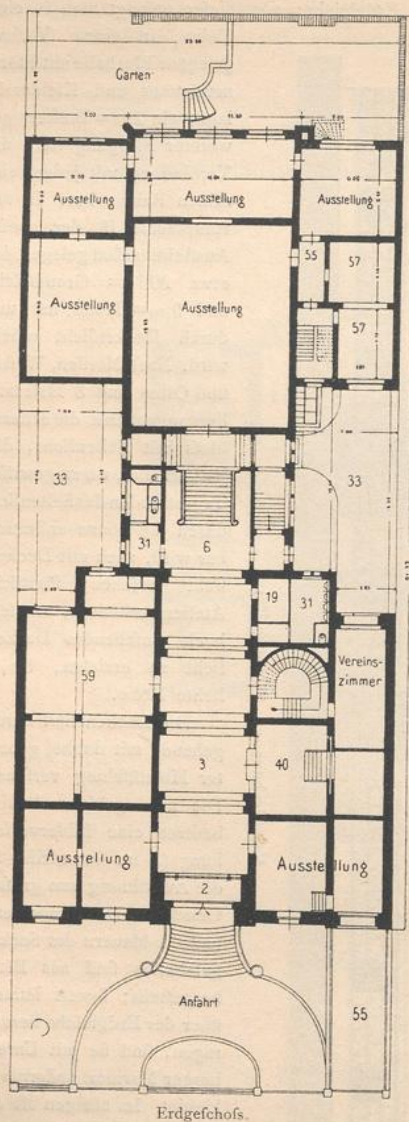 Garten
Ausstellung
Ausstellung
Ausstellung
Ausstellung
Ausstellung
55
57
57
33
33
6
31
19
31
59
Vereins-
zimmer
3
40
Ausstellung
Ausstellung
2
Anfahrt
55
Erdgeſchoſs.